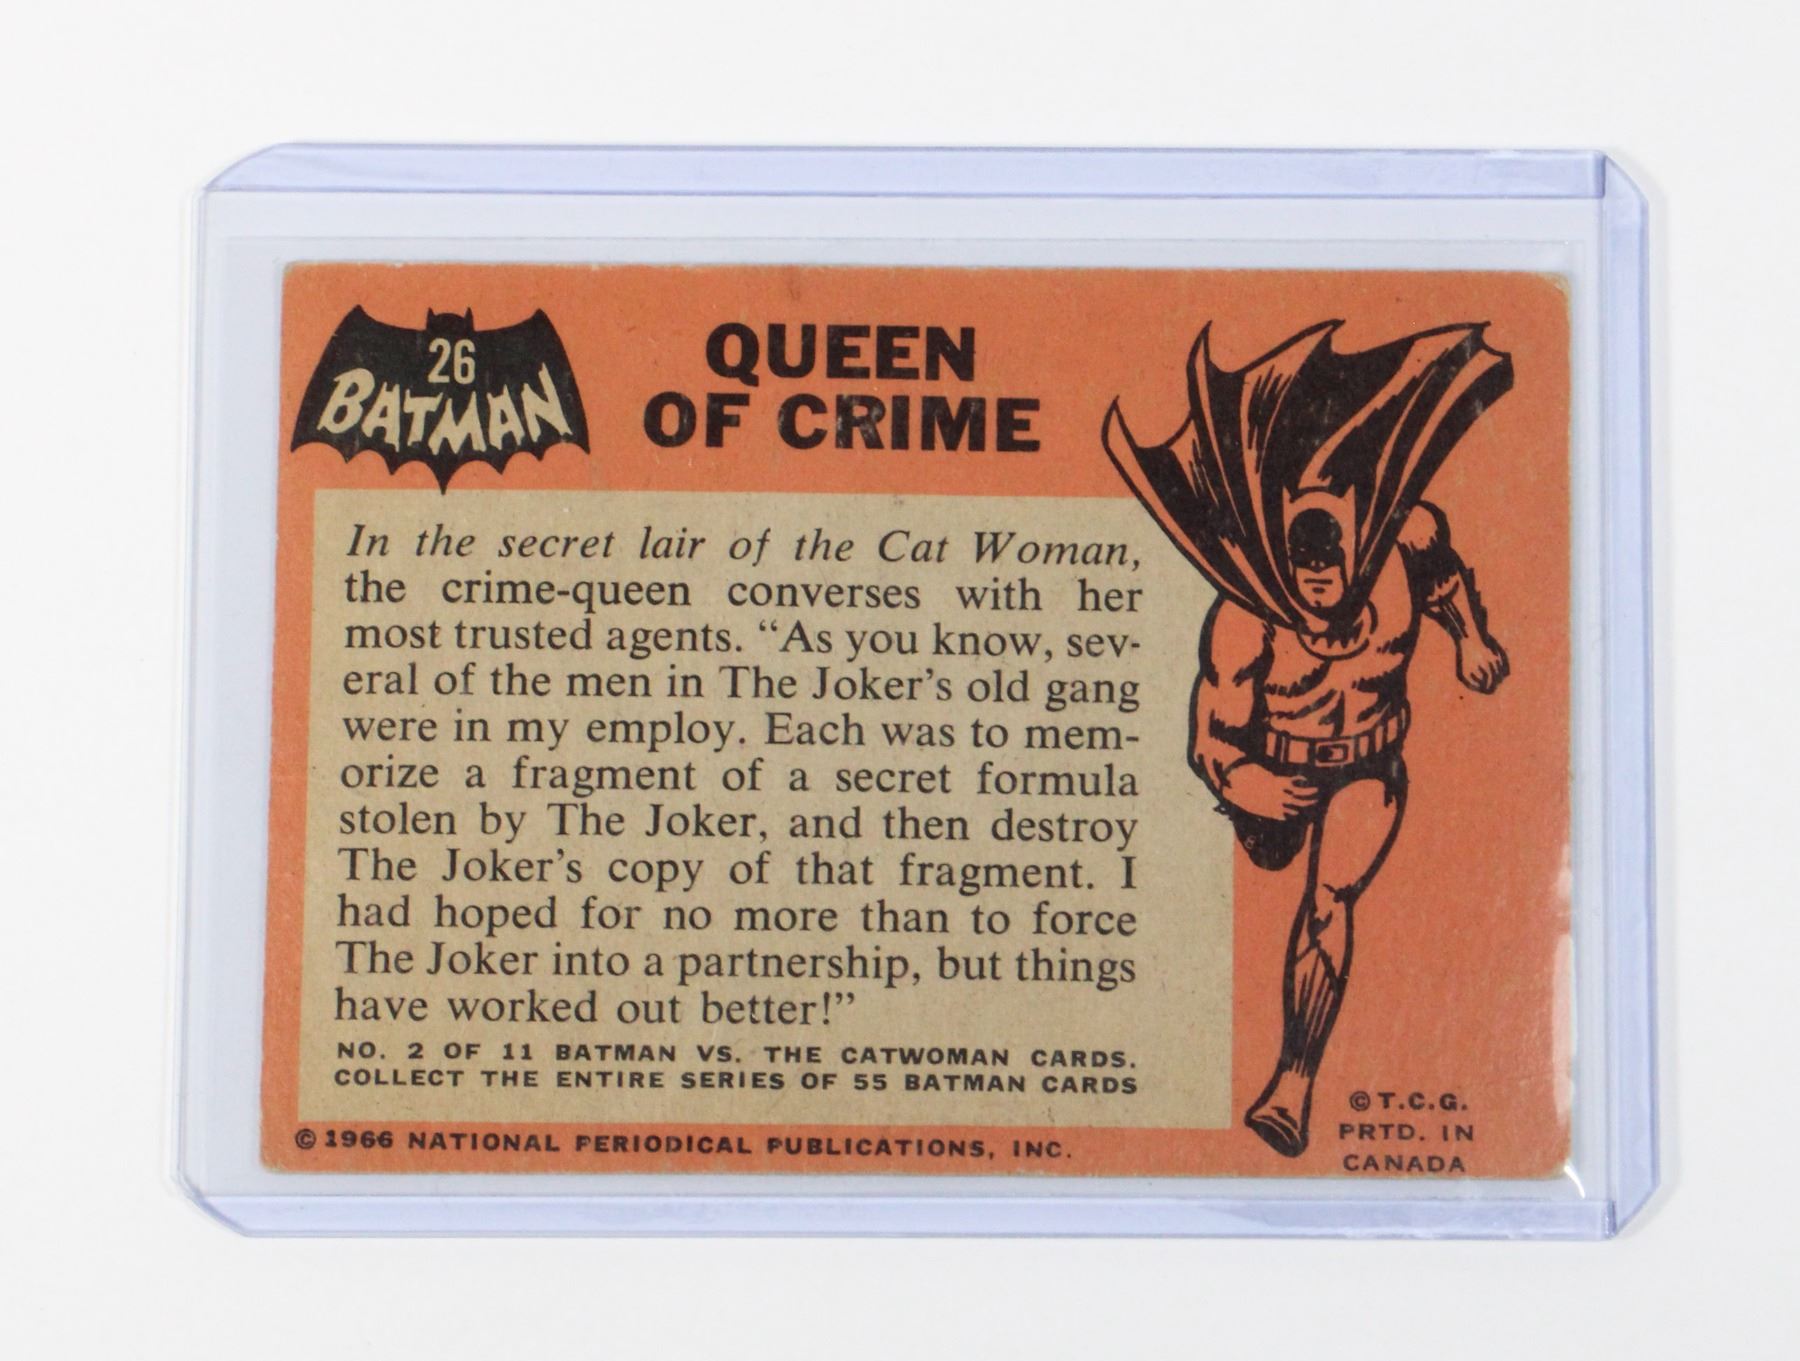 26
BATMAN
QUEEN
OF CRIME
In the secret lair of the Cat Woman,
the crime-queen converses with her
most trusted agents. “As you know, sev-
eral of the men in The Joker’s old gang
were in my employ. Each was to mem-
orize a fragment of a secret formula
stolen by The Joker, and then destroy
The Joker’s copy of that fragment. I
had hoped for no more than to force
The Joker into a partnership, but things
have worked out better!”
NO. 2 OF 11 BATMAN VS. THE CATWOMAN CARDS.
COLLECT THE ENTIRE SERIES OF 55 BATMAN CARDS
© 1966 NATIONAL PERIODICAL PUBLICATIONS, INC.
© T.C.G.
PRTD. IN
CANADA